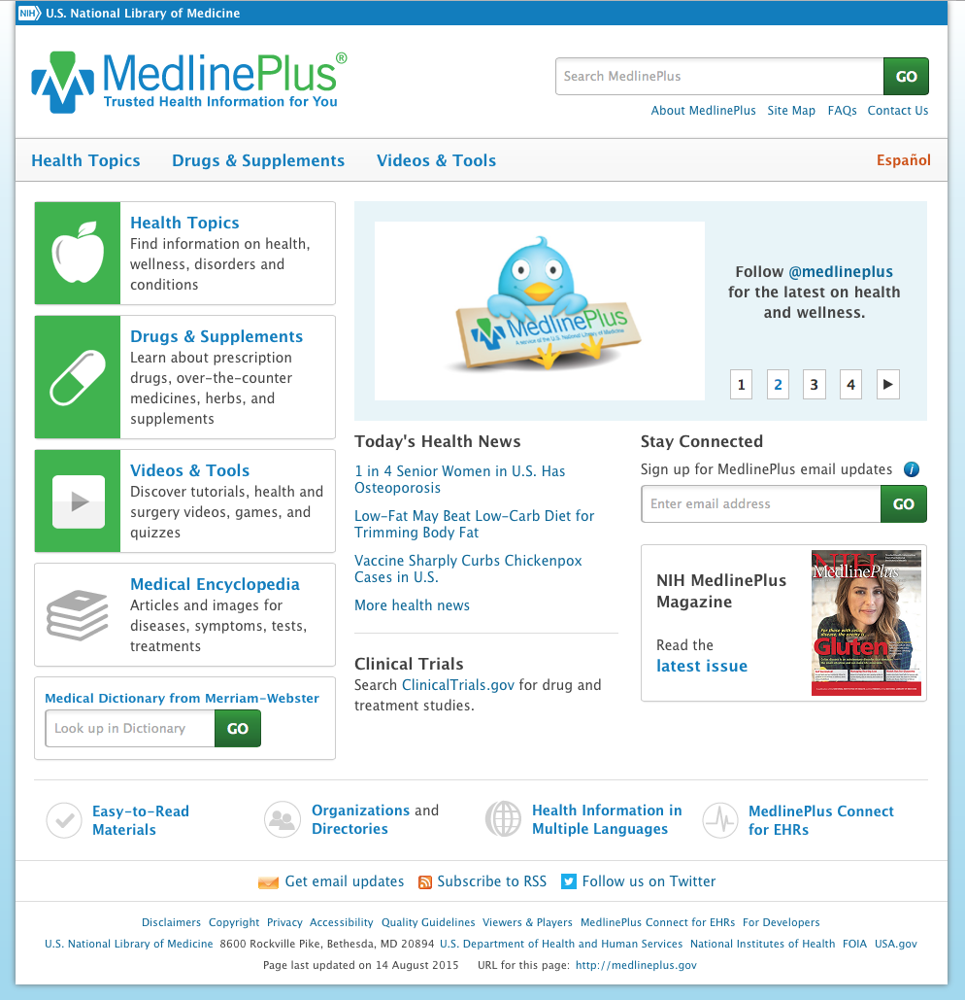 NIH U.S. National Library of Medicine
MedlinePlus®
Trusted Health Information for You
Search MedlinePlus
GO
About MedlinePlus Site Map FAQs Contact Us
Health Topics Drugs & Supplements Videos & Tools Español
Health Topics
Find information on health,
wellness, disorders and
conditions
Drugs & Supplements
Learn about prescription
drugs, over-the-counter
medicines, herbs, and
supplements
Videos & Tools
Discover tutorials, health and
surgery videos, games, and
quizzes
Medical Encyclopedia
Articles and images for
diseases, symptoms, tests,
treatments
Medical Dictionary from Merriam-Webster
Look up in Dictionary GO
MedlinePlus
A service of the U.S. National Library of Medicine
Follow @medlineplus
for the latest on health
and wellness.
1 2 3 4
Today's Health News
1 in 4 Senior Women in U.S. Has
Osteoporosis
Low-Fat May Beat Low-Carb Diet for
Trimming Body Fat
Vaccine Sharply Curbs Chickenpox
Cases in U.S.
More health news
Clinical Trials
Search ClinicalTrials.gov for drug and
treatment studies.
Stay Connected
Sign up for MedlinePlus email updates i
Enter email address GO
NIH MedlinePlus
Magazine
Read the
latest issue
NIH
MedlinePlus
For those with celiac
disease, the enemy is
Gluten
Easy-to-Read
Materials
Organizations and
Directories
Health Information in
Multiple Languages
MedlinePlus Connect
for EHRs
Get email updates Subscribe to RSS Follow us on Twitter
Disclaimers Copyright Privacy Accessibility Quality Guidelines Viewers & Players MedlinePlus Connect for EHRs For Developers
U.S. National Library of Medicine 8600 Rockville Pike, Bethesda, MD 20894 U.S. Department of Health and Human Services National Institutes of Health FOIA USA.gov
Page last updated on 14 August 2015 URL for this page: http://medlineplus.gov